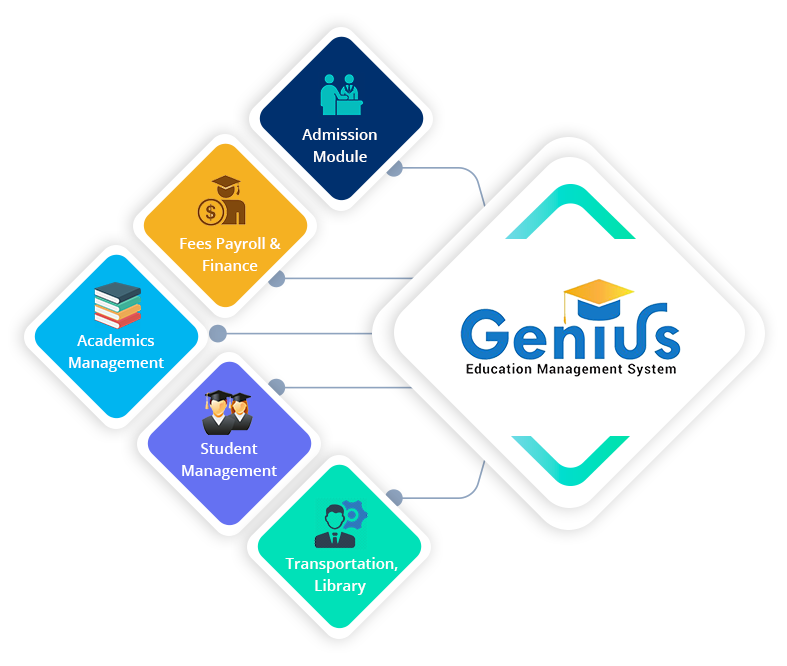 Admission
Module
Fees Payroll &
Finance
$
Academics
Management
Student
Management
Transportation,
Library
Genius
Education Management System